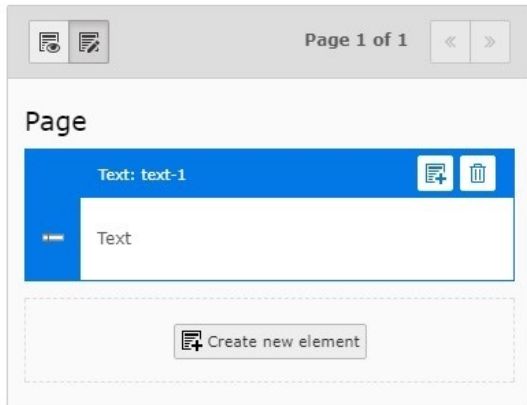 Page 1 of 1
Page
Text: text-1
Text
Create new element